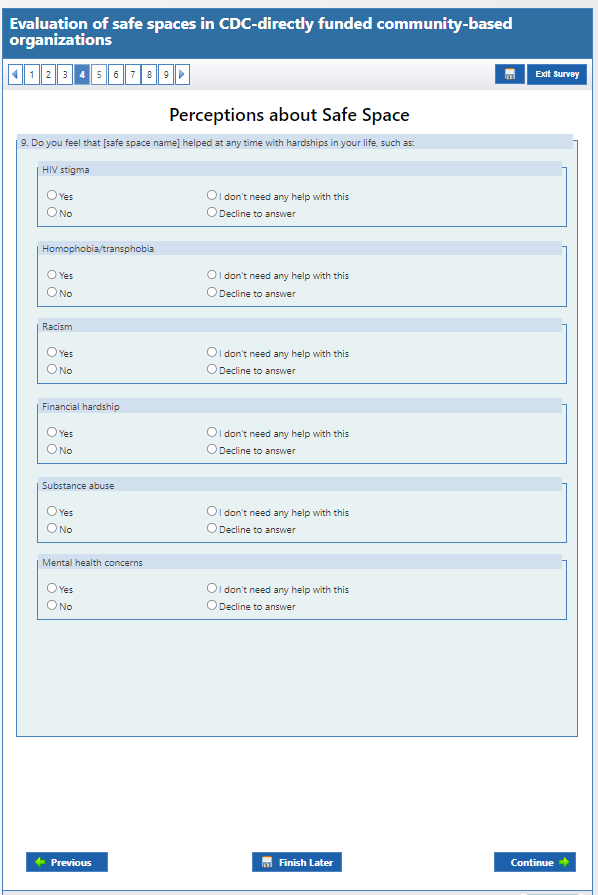 Evaluation of safe spaces in CDC-directly funded community-based
organizations
1 2 3 4 5 6 7 8 9
Exit Survey
Perceptions about Safe Space
9. Do you feel that [safe space name] helped at any time with hardships in your life, such as:
HIV stigma
Yes I don't need any help with this
No Decline to answer
Homophobia/transphobia
Yes I don't need any help with this
No Decline to answer
Racism
Yes I don't need any help with this
No Decline to answer
Financial hardship
Yes I don't need any help with this
No Decline to answer
Substance abuse
Yes I don't need any help with this
No Decline to answer
Mental health concerns
Yes I don't need any help with this
No Decline to answer
Previous Finish Later Continue